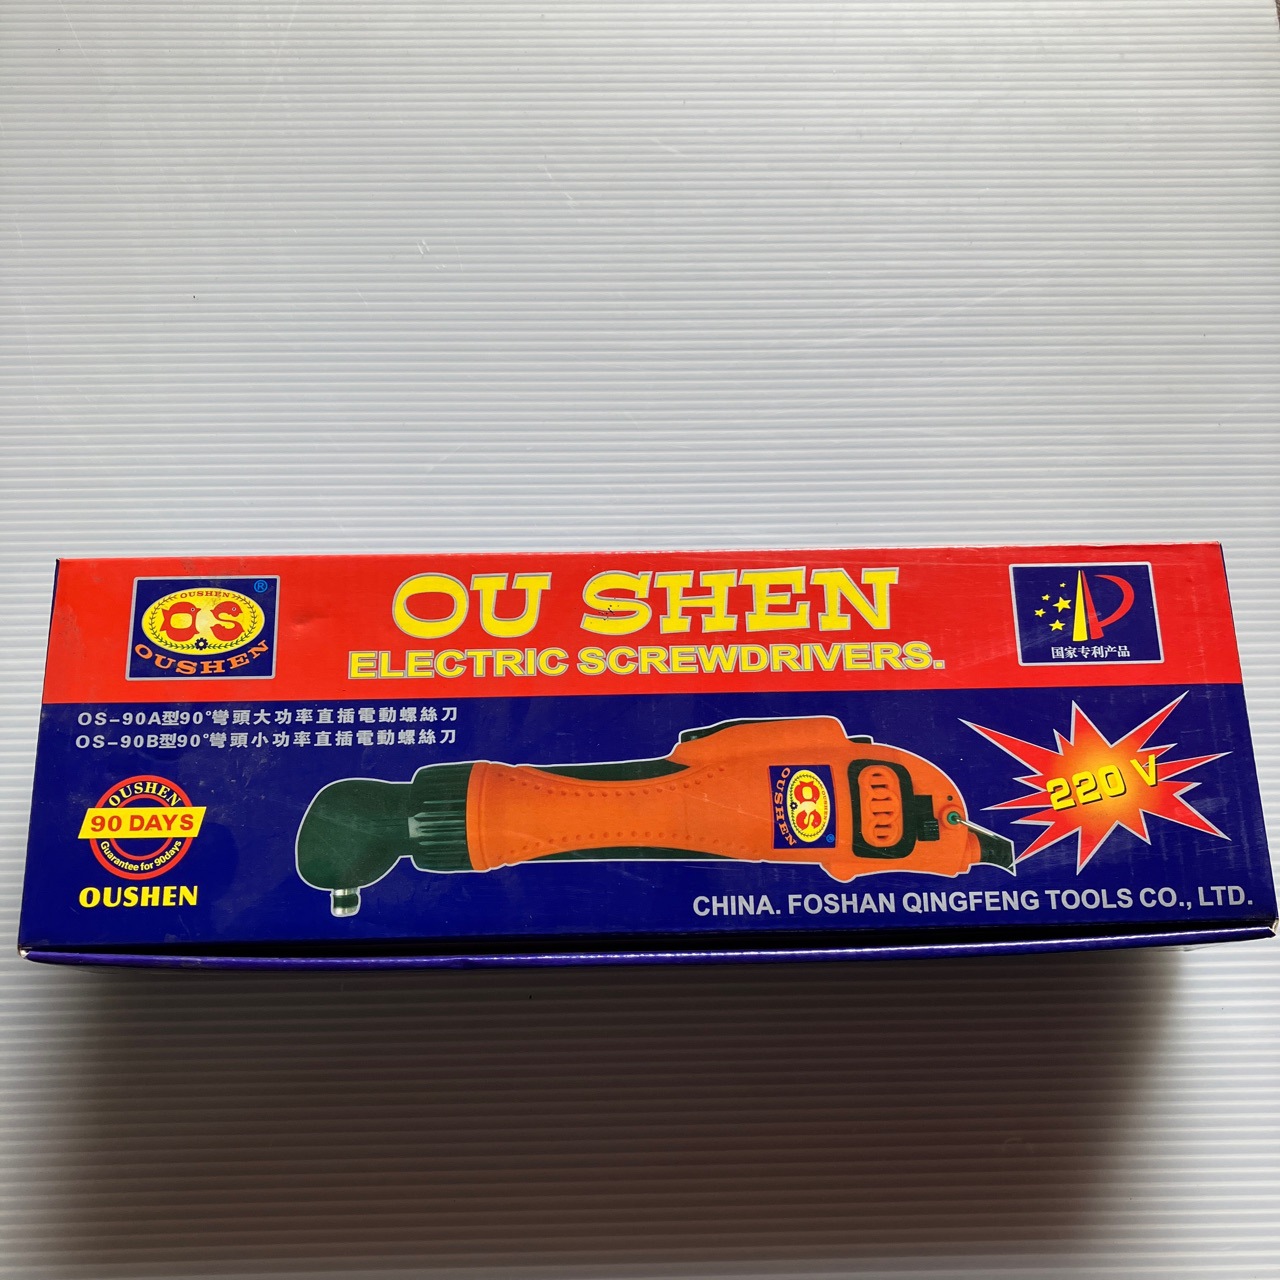 OUSHEN
OS
OUSHEN
®
OU SHEN
ELECTRIC SCREWDRIVERS.
国家专利产品
OS-90A型90°彎頭大功率直插電動螺絲刀
OS-90B型90°彎頭小功率直插電動螺絲刀
OUSHEN
90 DAYS
Guarantee for 90days
OUSHEN
OUSHEN
OS
OUSHEN
®
220 V
CHINA. FOSHAN QINGFENG TOOLS CO., LTD.